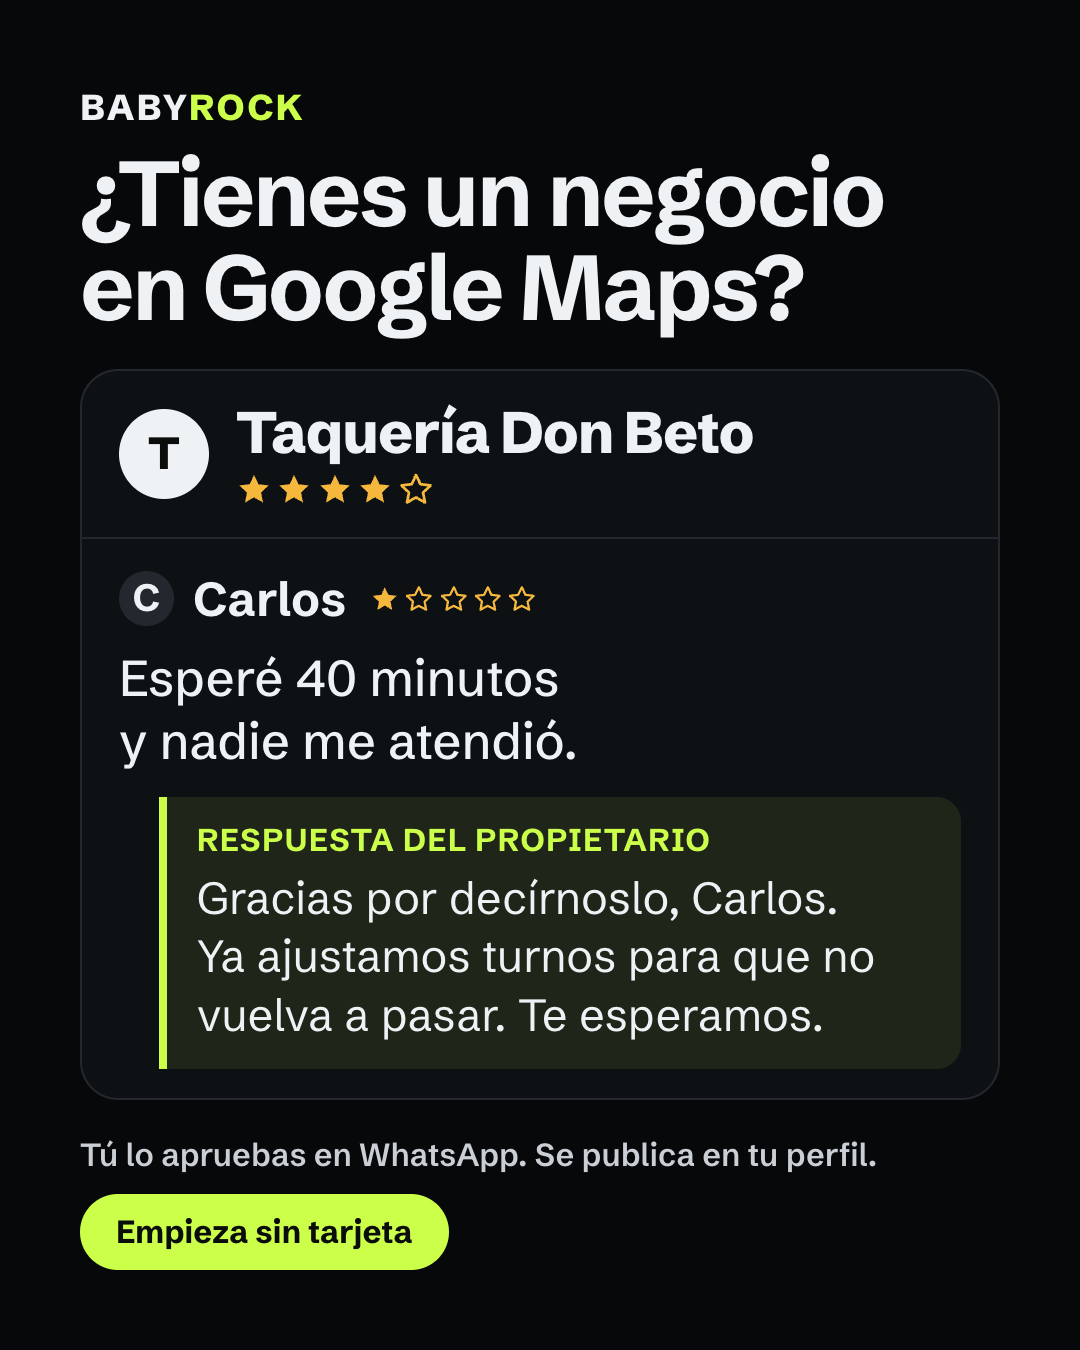 BABYROCK
¿Tienes un negocio
en Google Maps?
T
Taquería Don Beto
C
Carlos
Esperé 40 minutos
y nadie me atendió.
RESPUESTA DEL PROPIETARIO
Gracias por decírnoslo, Carlos.
Ya ajustamos turnos para que no
vuelva a pasar. Te esperamos.
Tú lo apruebas en WhatsApp. Se publica en tu perfil.
Empieza sin tarjeta